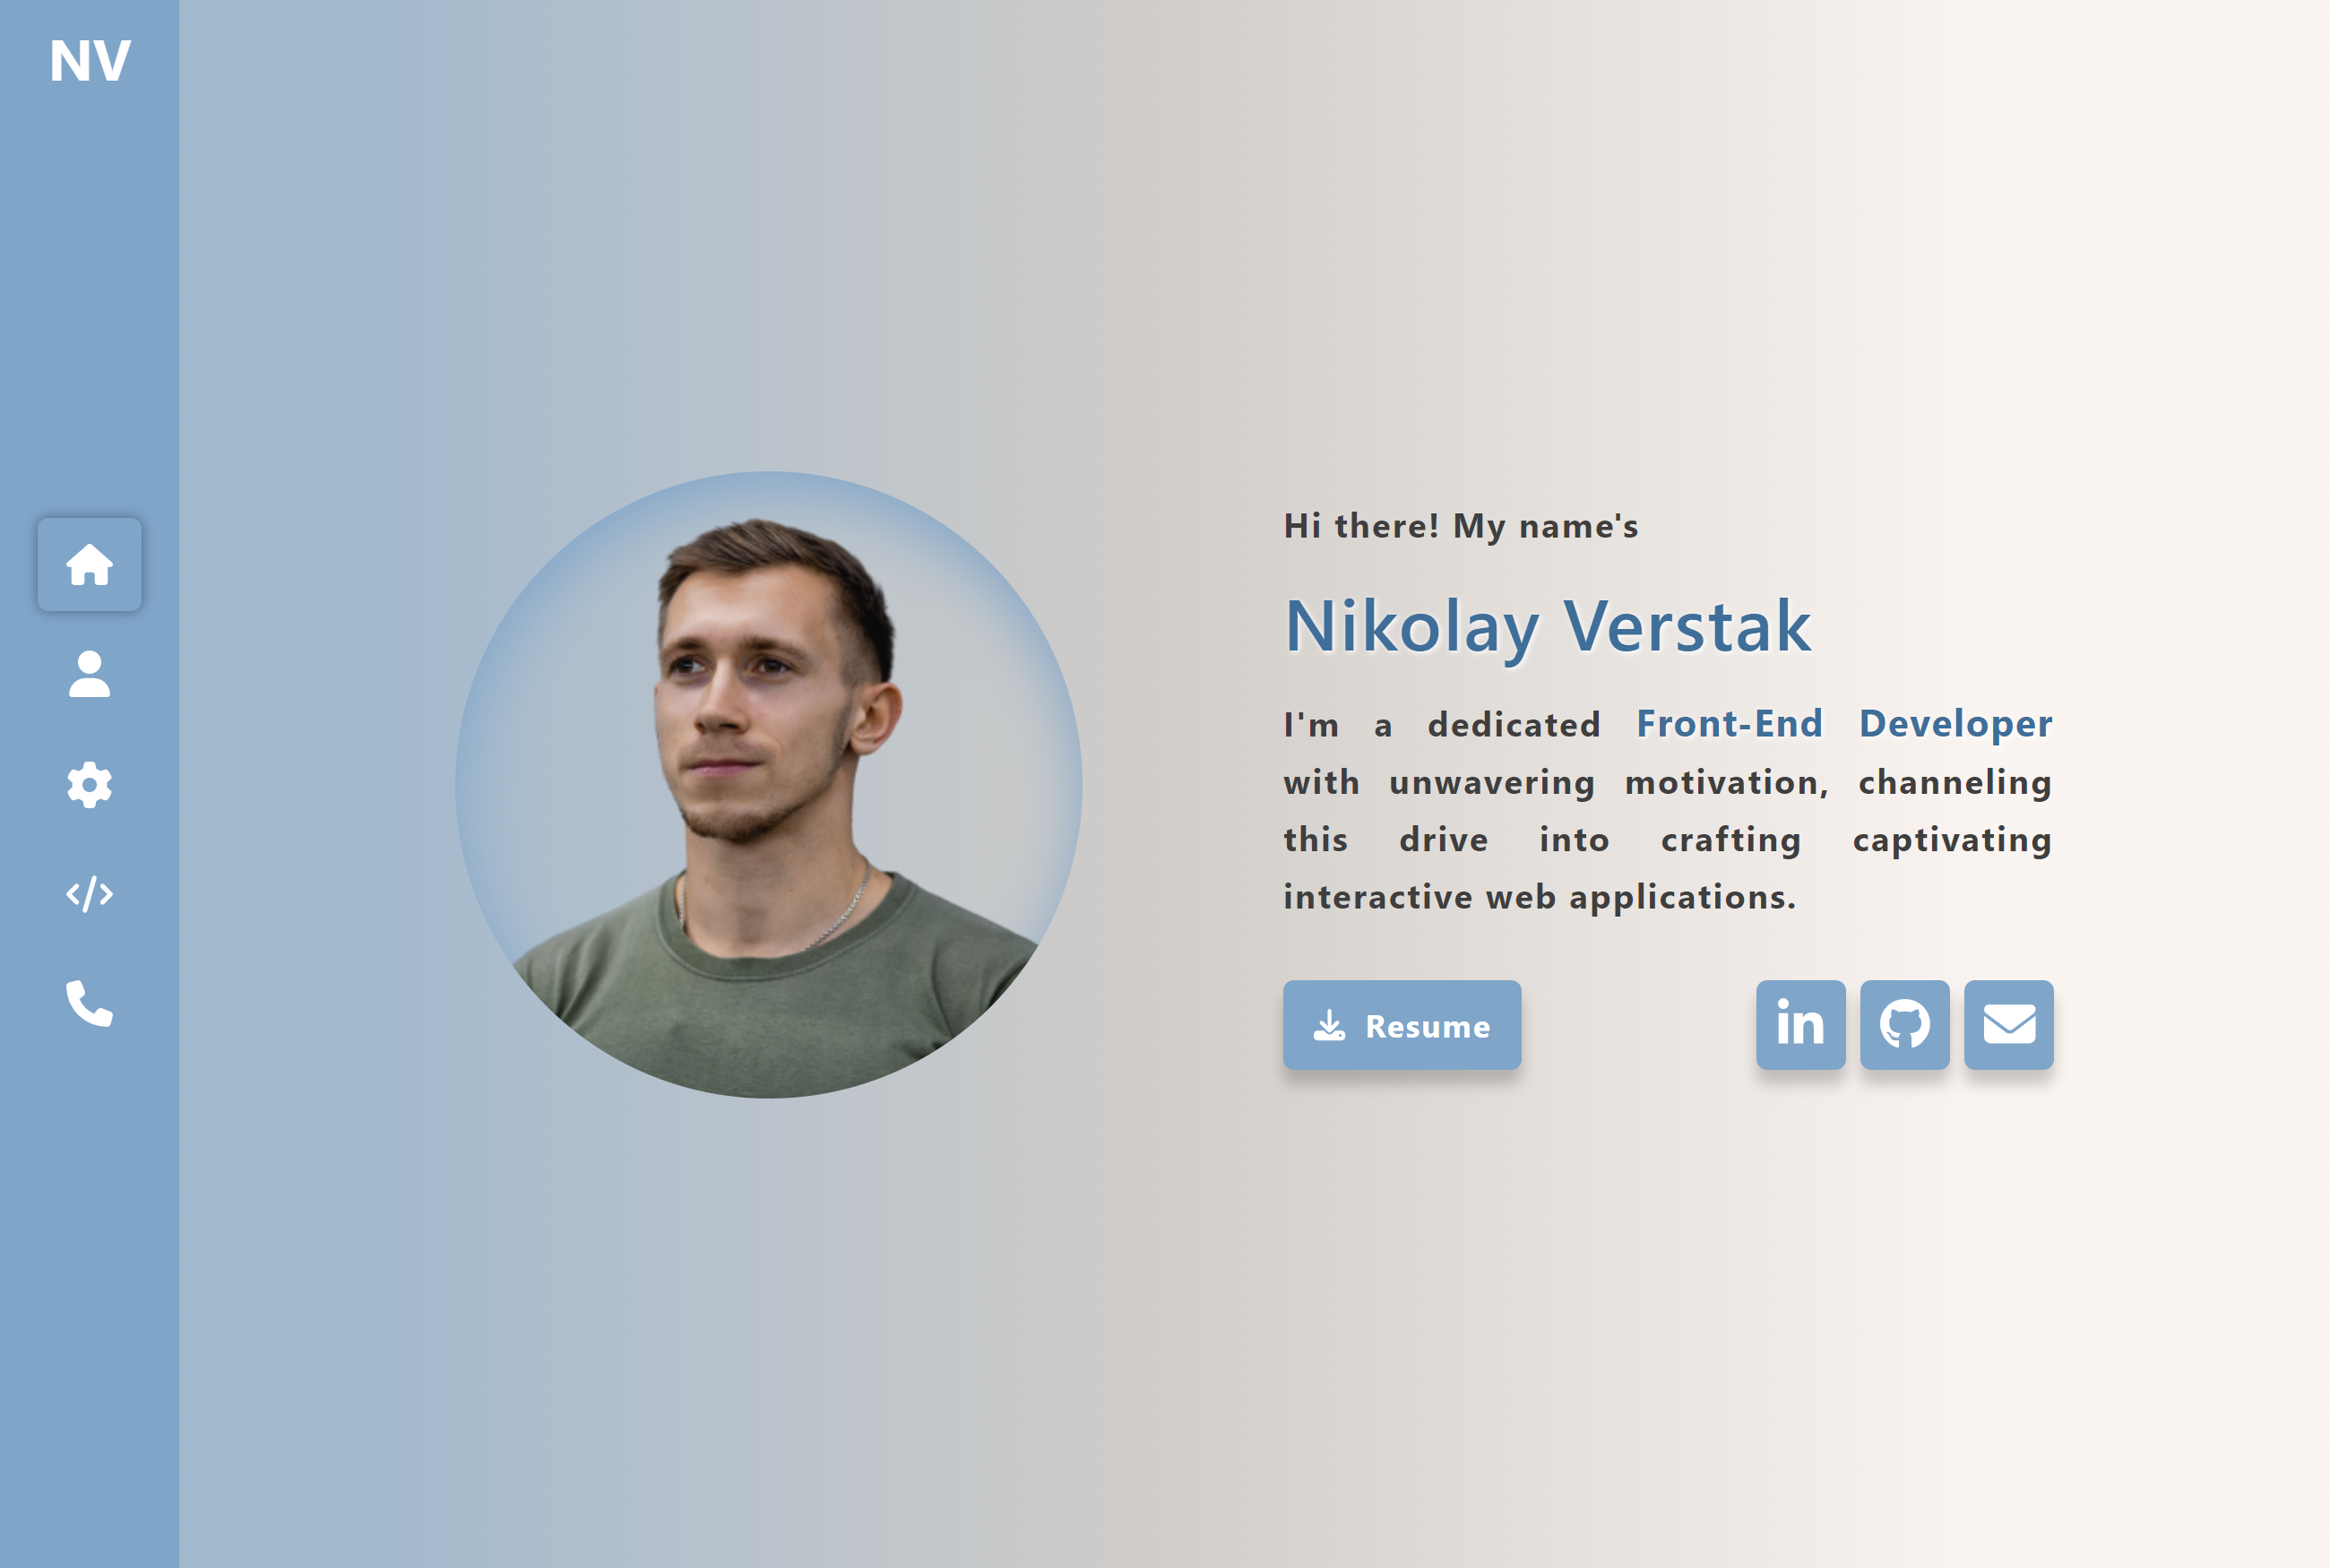 NV
Hi there! My name's
Nikolay Verstak
I'm a dedicated Front-End Developer
with unwavering motivation, channeling
this drive into crafting captivating
interactive web applications.
Resume
in